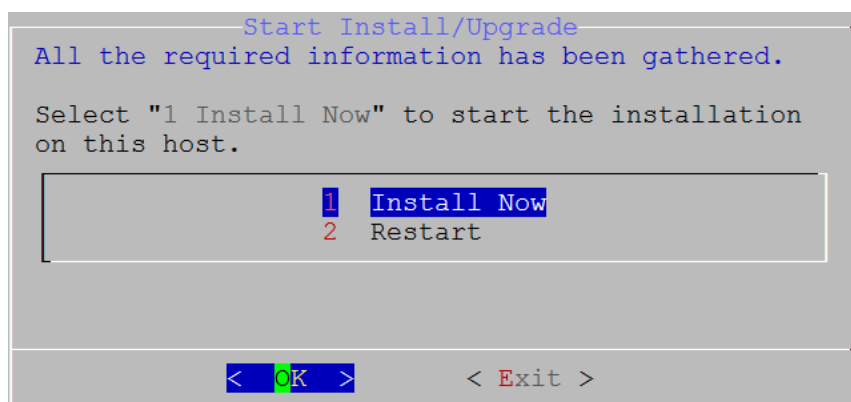 Start Install/Upgrade
All the required information has been gathered.
Select "1 Install Now" to start the installation
on this host.
1 Install Now
2 Restart
< OK > < Exit >